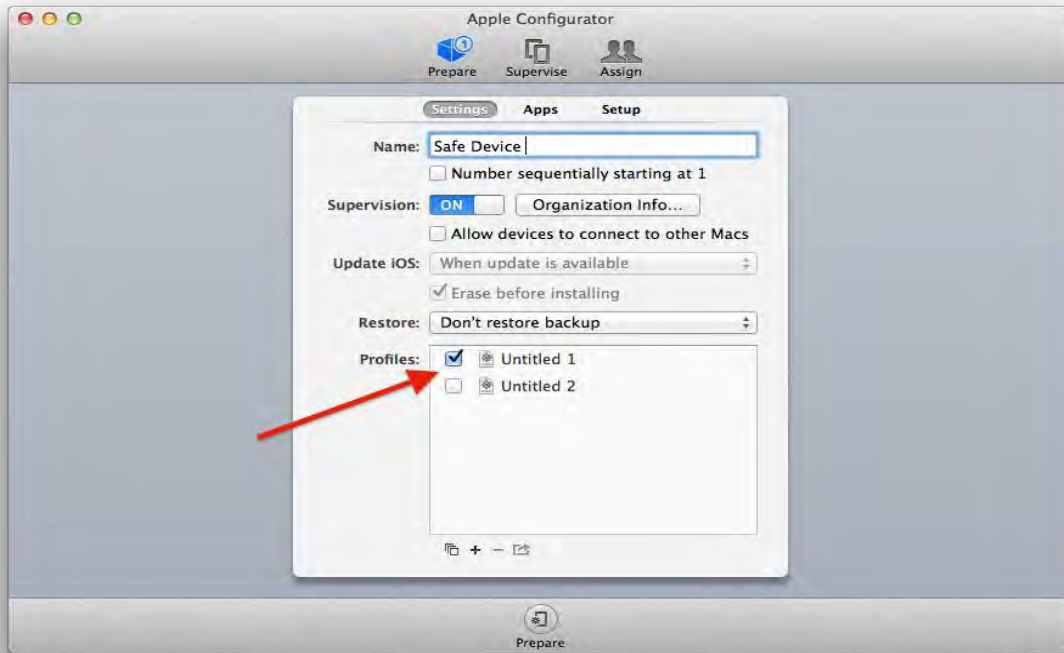 Apple Configurator
1
Prepare Supervise Assign
Settings Apps Setup
Name: Safe Device
Number sequentially starting at 1
Supervision: ON Organization Info...
Allow devices to connect to other Macs
Update iOS: When update is available
Erase before installing
Restore: Don't restore backup
Profiles: Untitled 1
Untitled 2
Prepare